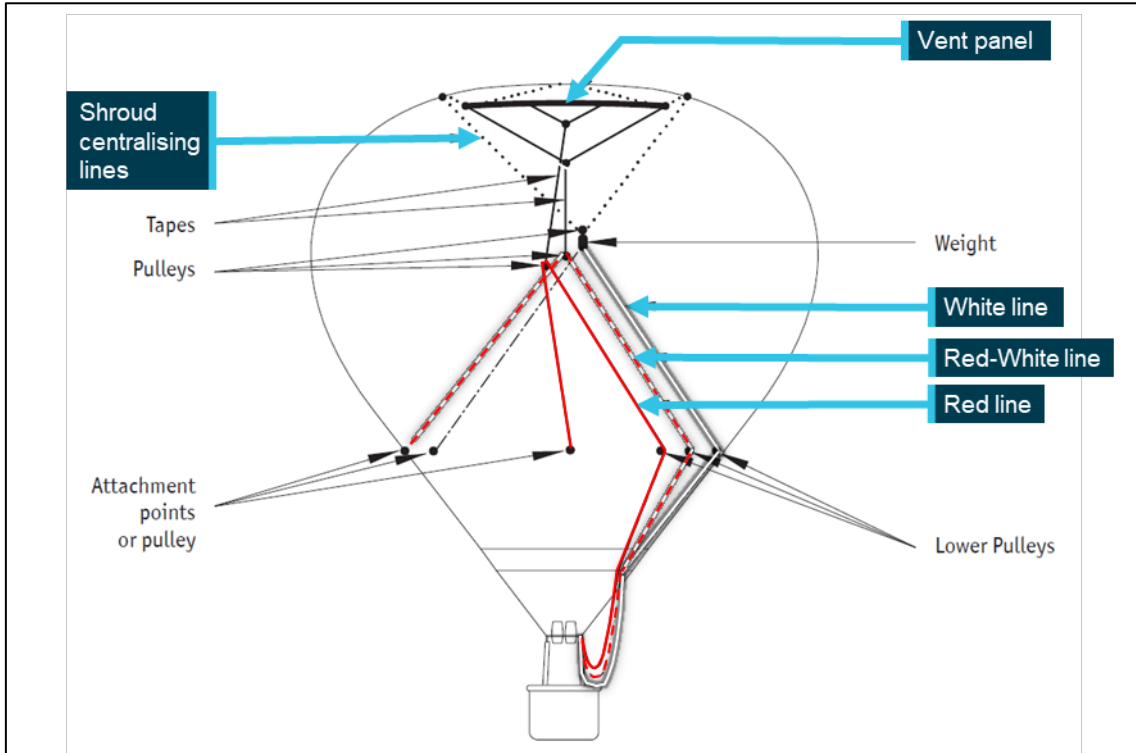 Vent panel
Shroud
centralising
lines
Tapes
Pulleys
Weight
White line
Red-White line
Red line
Attachment
points
or pulley
Lower Pulleys